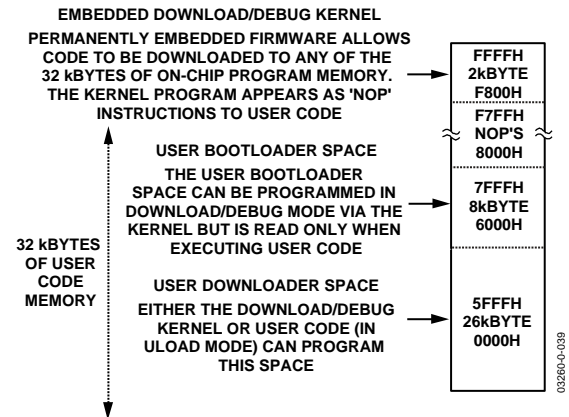 EMBEDDED DOWNLOAD/DEBUG KERNEL
PERMANENTLY EMBEDDED FIRMWARE ALLOWS
CODE TO BE DOWNLOADED TO ANY OF THE
32 kBYTES OF ON-CHIP PROGRAM MEMORY.
THE KERNEL PROGRAM APPEARS AS 'NOP'
INSTRUCTIONS TO USER CODE
FFFFH
2kBYTE
F800H
F7FFH
NOP'S
8000H
USER BOOTLOADER SPACE
THE USER BOOTLOADER
SPACE CAN BE PROGRAMMED IN
DOWNLOAD/DEBUG MODE VIA THE
KERNEL BUT IS READ ONLY WHEN
EXECUTING USER CODE
7FFFH
8kBYTE
6000H
32 kBYTES
OF USER
CODE
MEMORY
USER DOWNLOADER SPACE
EITHER THE DOWNLOAD/DEBUG
KERNEL OR USER CODE (IN
ULOAD MODE) CAN PROGRAM
THIS SPACE
5FFFH
26kBYTE
0000H
03260-0-039